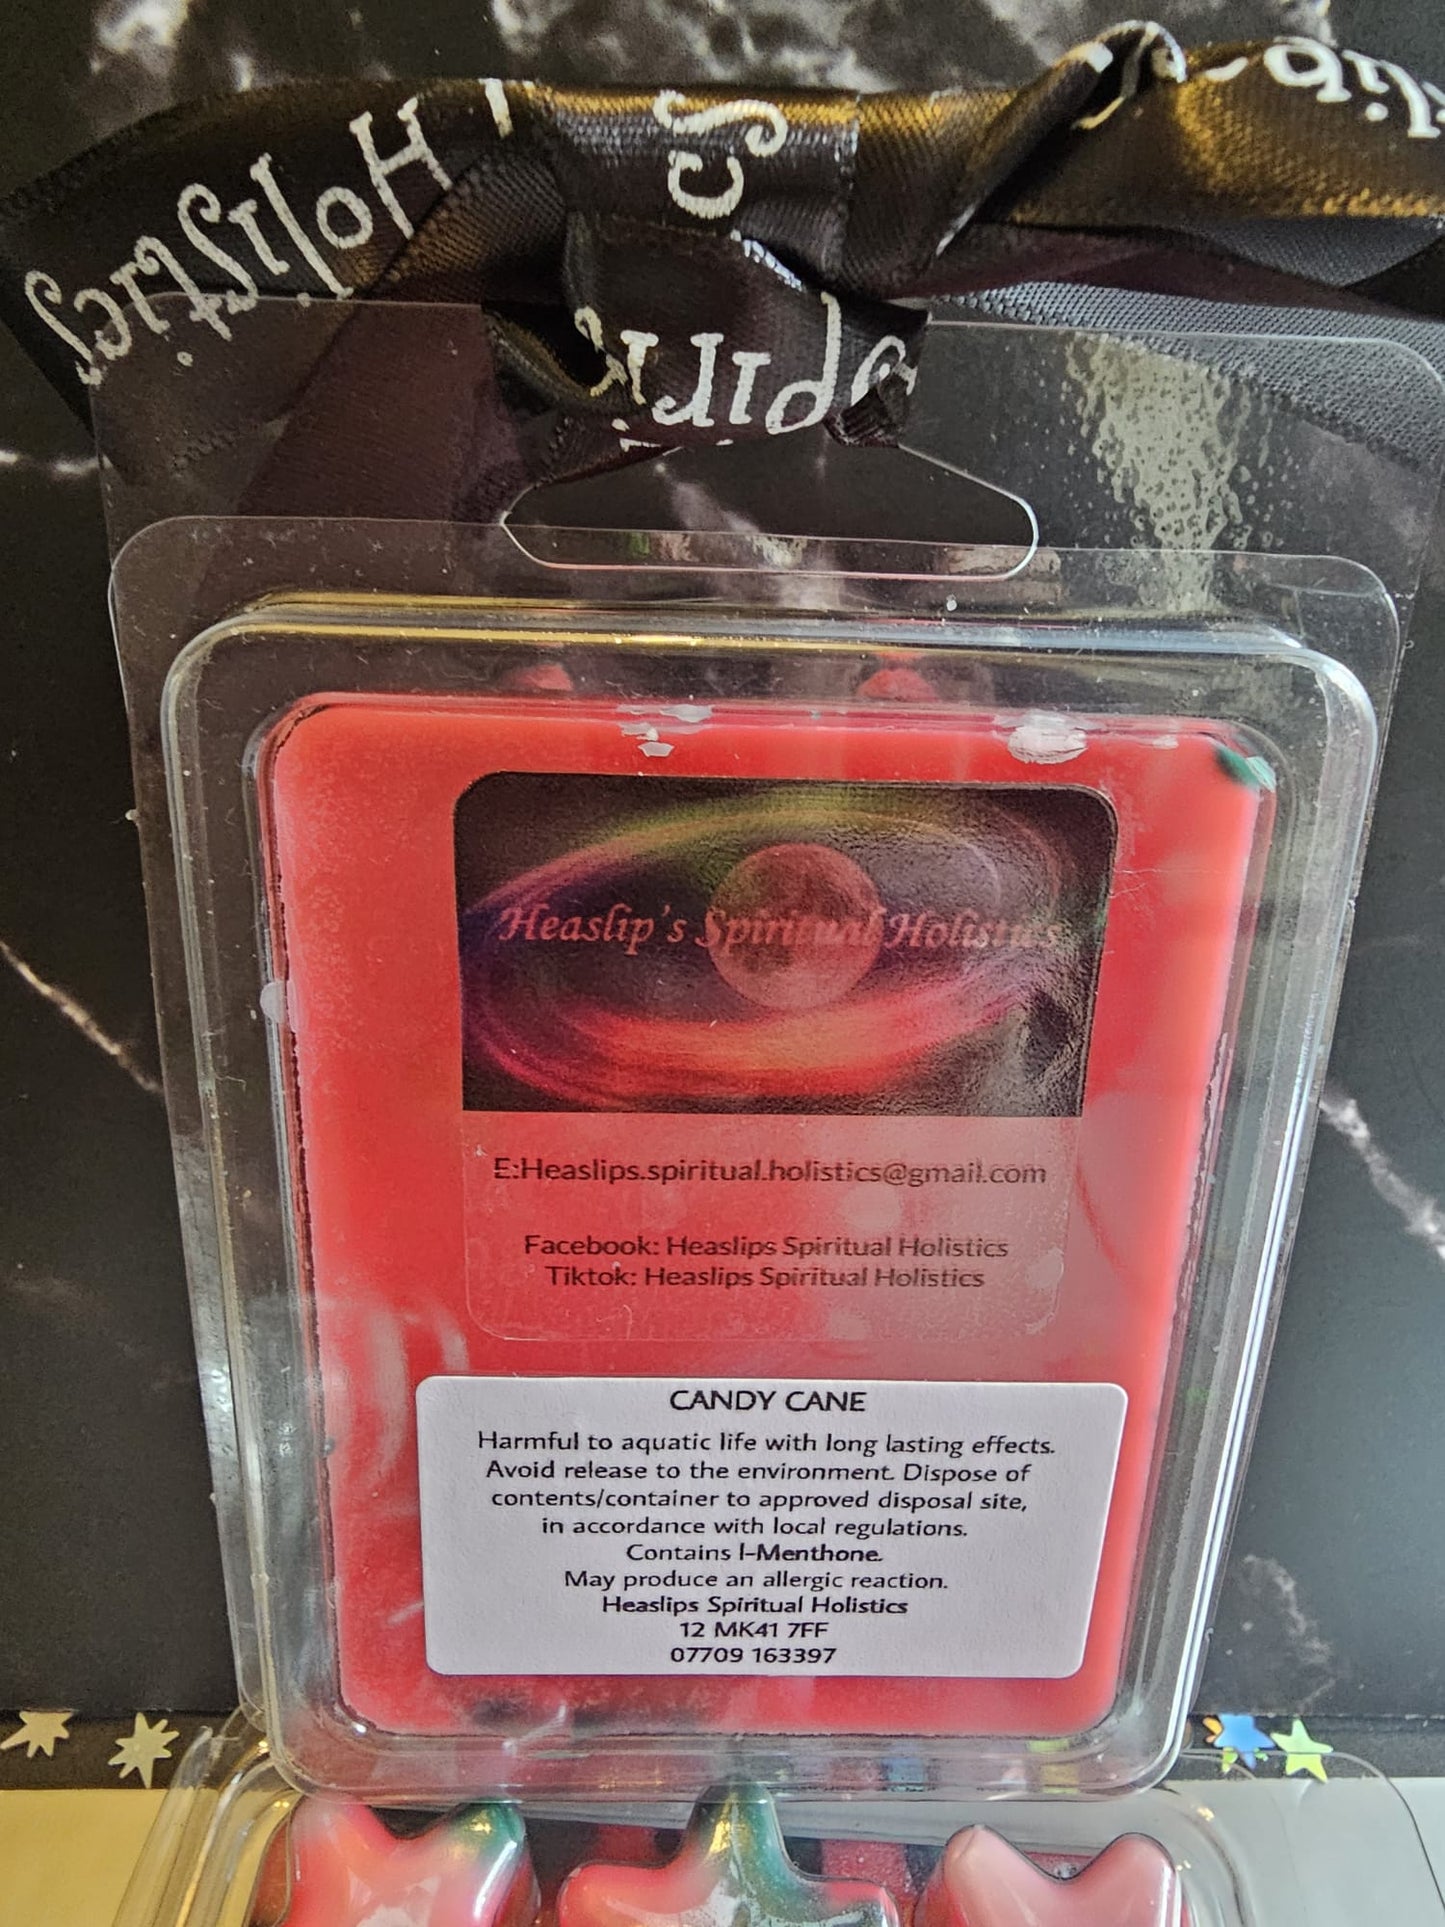 Holistics
Spiritual
Heaslip's Spiritual Holistics
E:Heaslips.spiritual.holistics@gmail.com
Facebook: Heaslips Spiritual Holistics
Tiktok: Heaslips Spiritual Holistics
CANDY CANE
Harmful to aquatic life with long lasting effects.
Avoid release to the environment. Dispose of
contents/container to approved disposal site,
in accordance with local regulations.
Contains l-Menthone.
May produce an allergic reaction.
Heaslips Spiritual Holistics
12 MK41 7FF
07709 163397